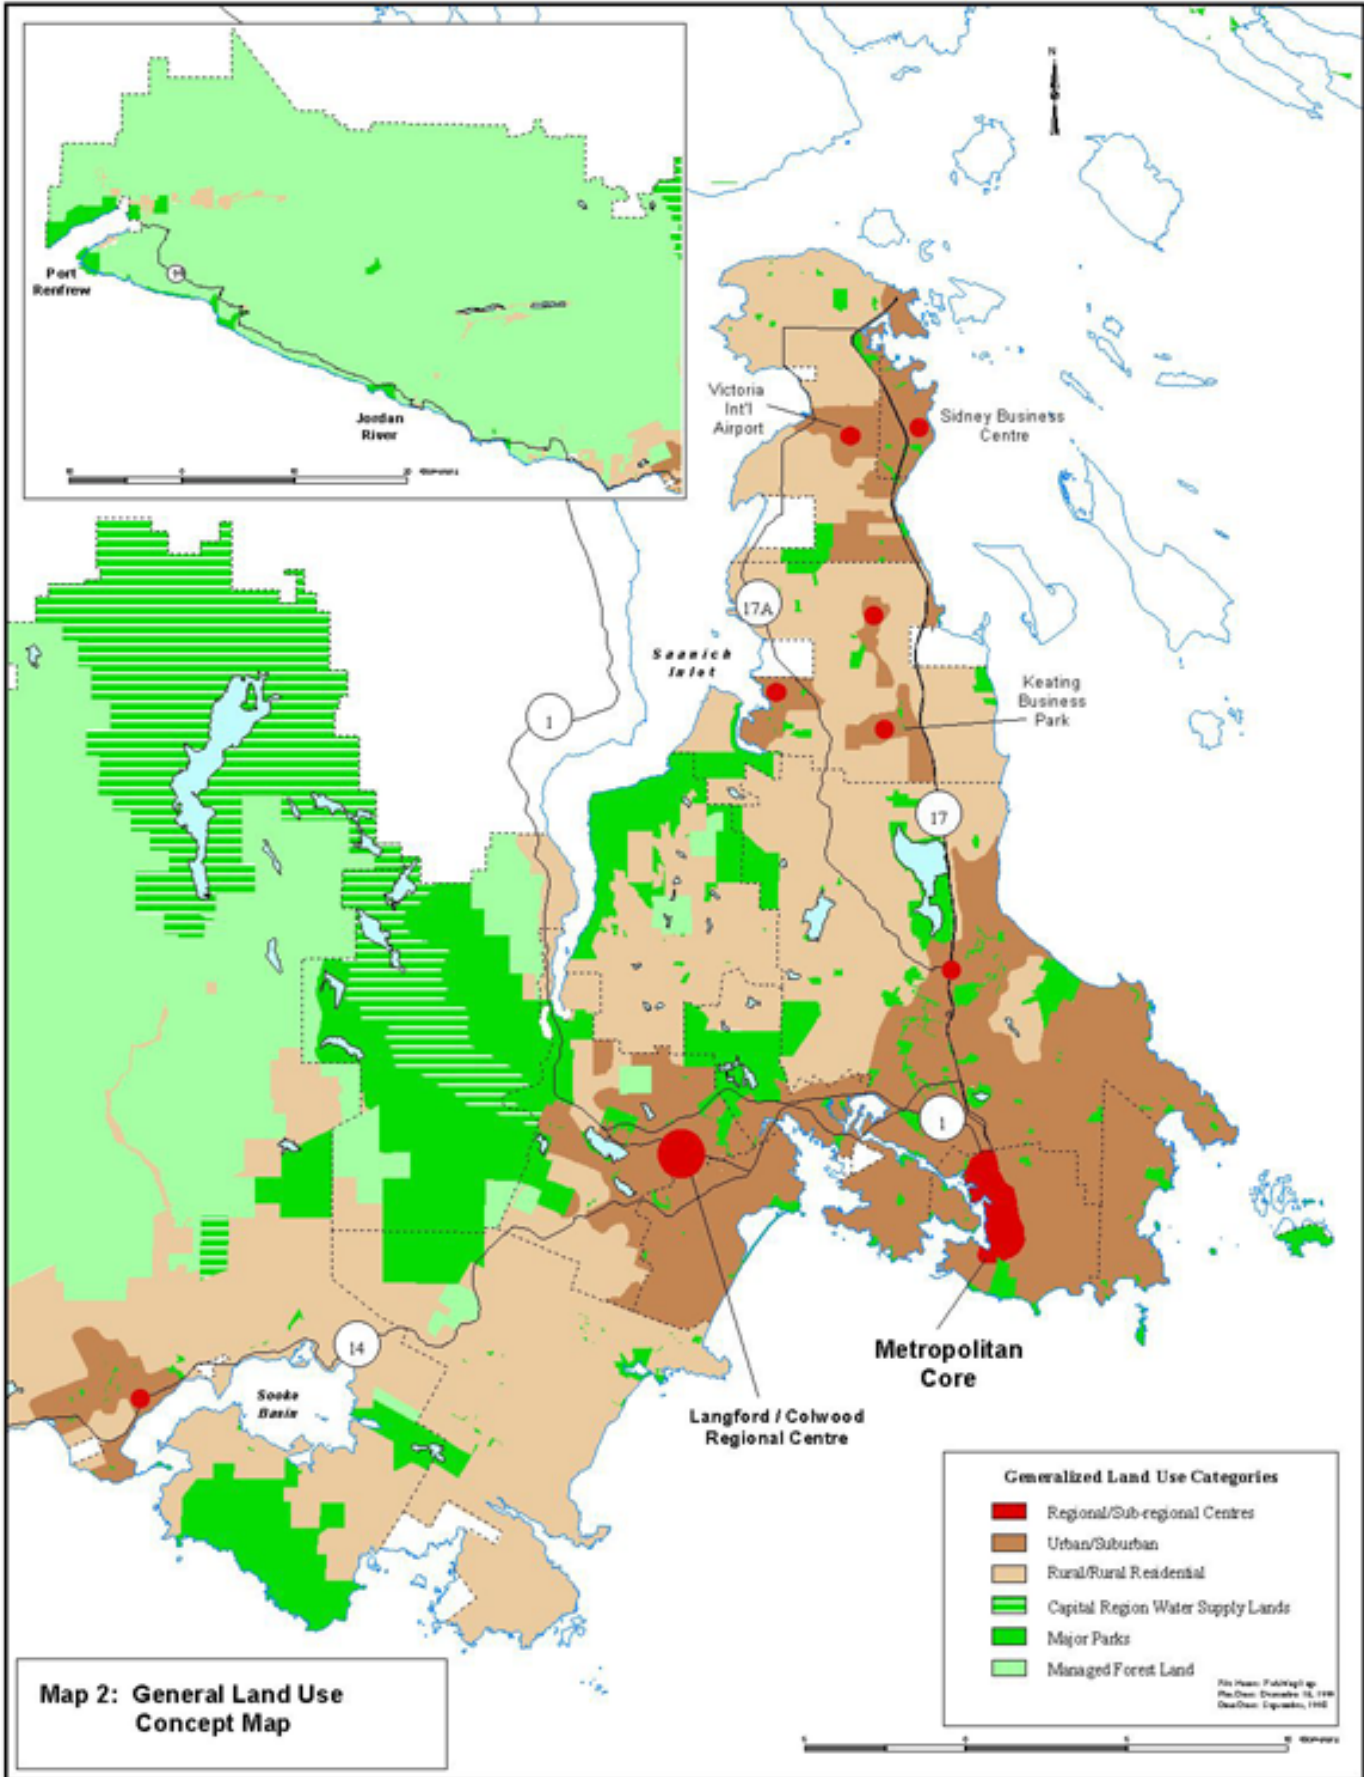 N
Port
Renfrew
14
Jordan
River
Victoria
Int'l
Airport
Sidney Business
Centre
17A
Saanich
Inlet
1
Keating
Business
Park
17
1
14
Sooke
Basin
Metropolitan
Core
Langford / Colwood
Regional Centre
Generalized Land Use Categories
Regional/Sub-regional Centres
Urban/Suburban
Rural/Rural Residential
Capital Region Water Supply Lands
Major Parks
Managed Forest Land
Map 2: General Land Use
Concept Map